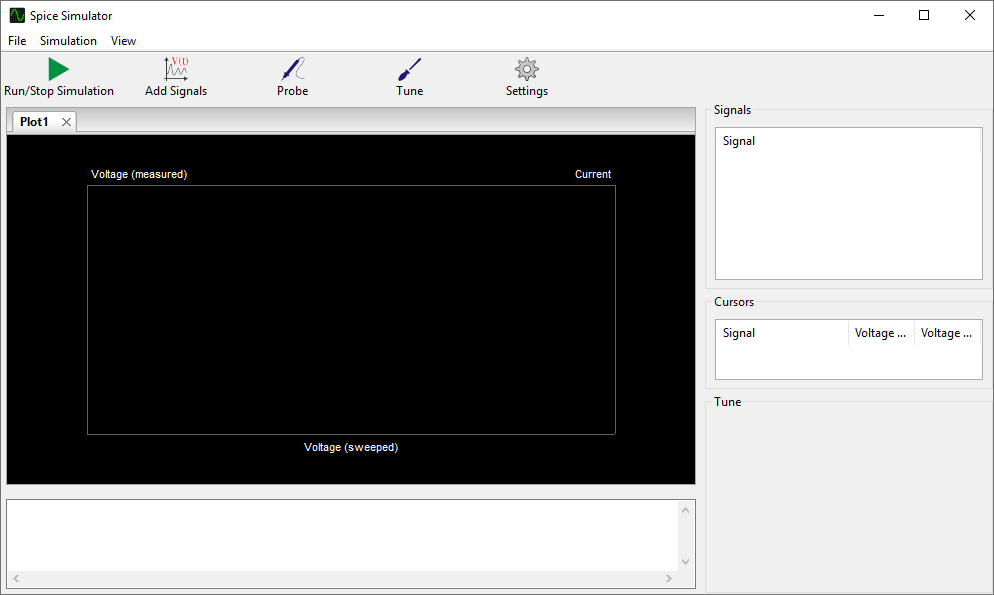 Spice Simulator
File Simulation View
Run/Stop Simulation Add Signals Probe Tune Settings
V(t)
Plot1
Voltage (measured) Current
Voltage (sweeped)
Signals
Signal
Cursors
Signal Voltage ... Voltage ...
Tune